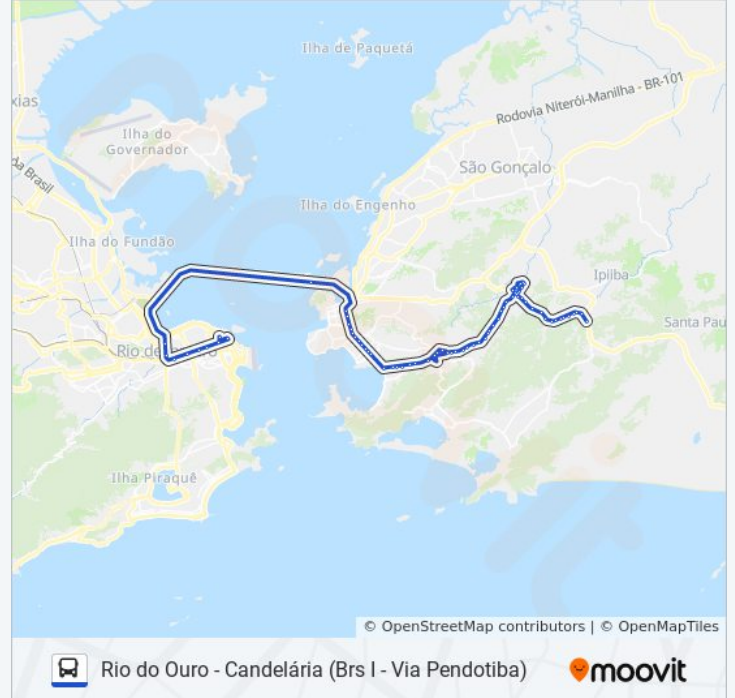 Ilha de Paquetá
Rodovia Niterói-Manilha - BR-101
xias
Ilha do
Governador
São Gonçalo
da Brasil
Ilha do Engenho
Ilha do Fundão
Ipiiba
Santa Pau
Rio de
Ilha Piraquê
© OpenStreetMap contributors | © OpenMapTiles
Rio do Ouro - Candelária (Brs I - Via Pendotiba)
moovit